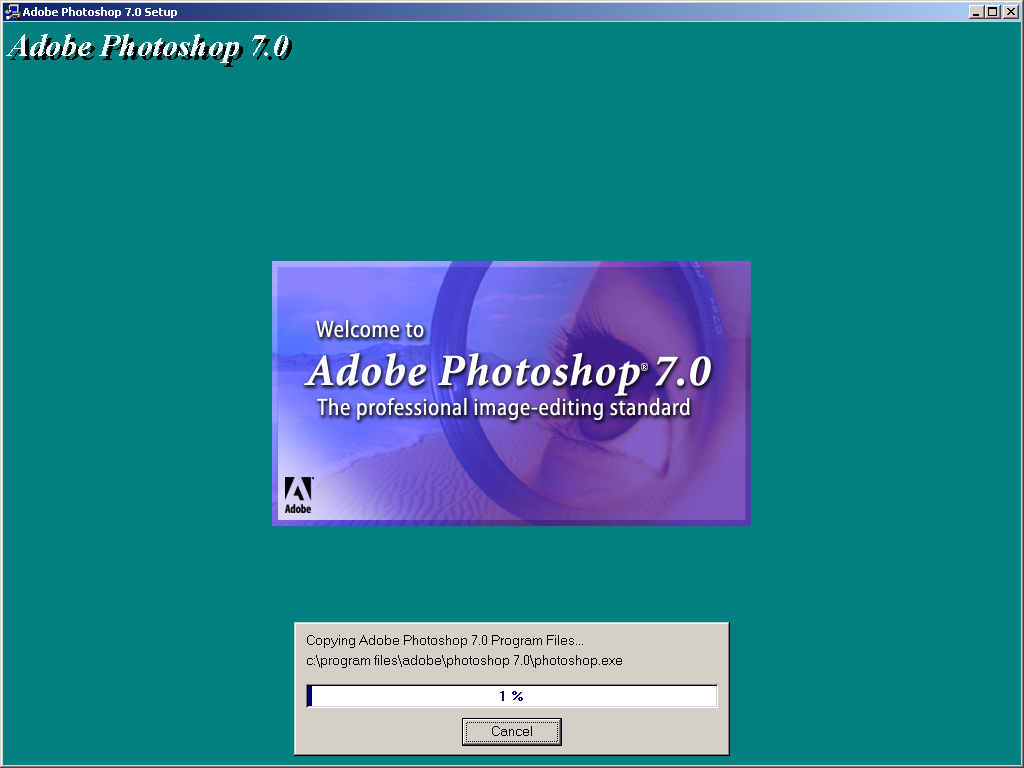 Adobe Photoshop 7.0 Setup
Adobe Photoshop 7.0
Welcome to
Adobe Photoshop® 7.0
The professional image-editing standard
Adobe
Copying Adobe Photoshop 7.0 Program Files...
c:\program files\adobe\photoshop 7.0\photoshop.exe
1 %
Cancel